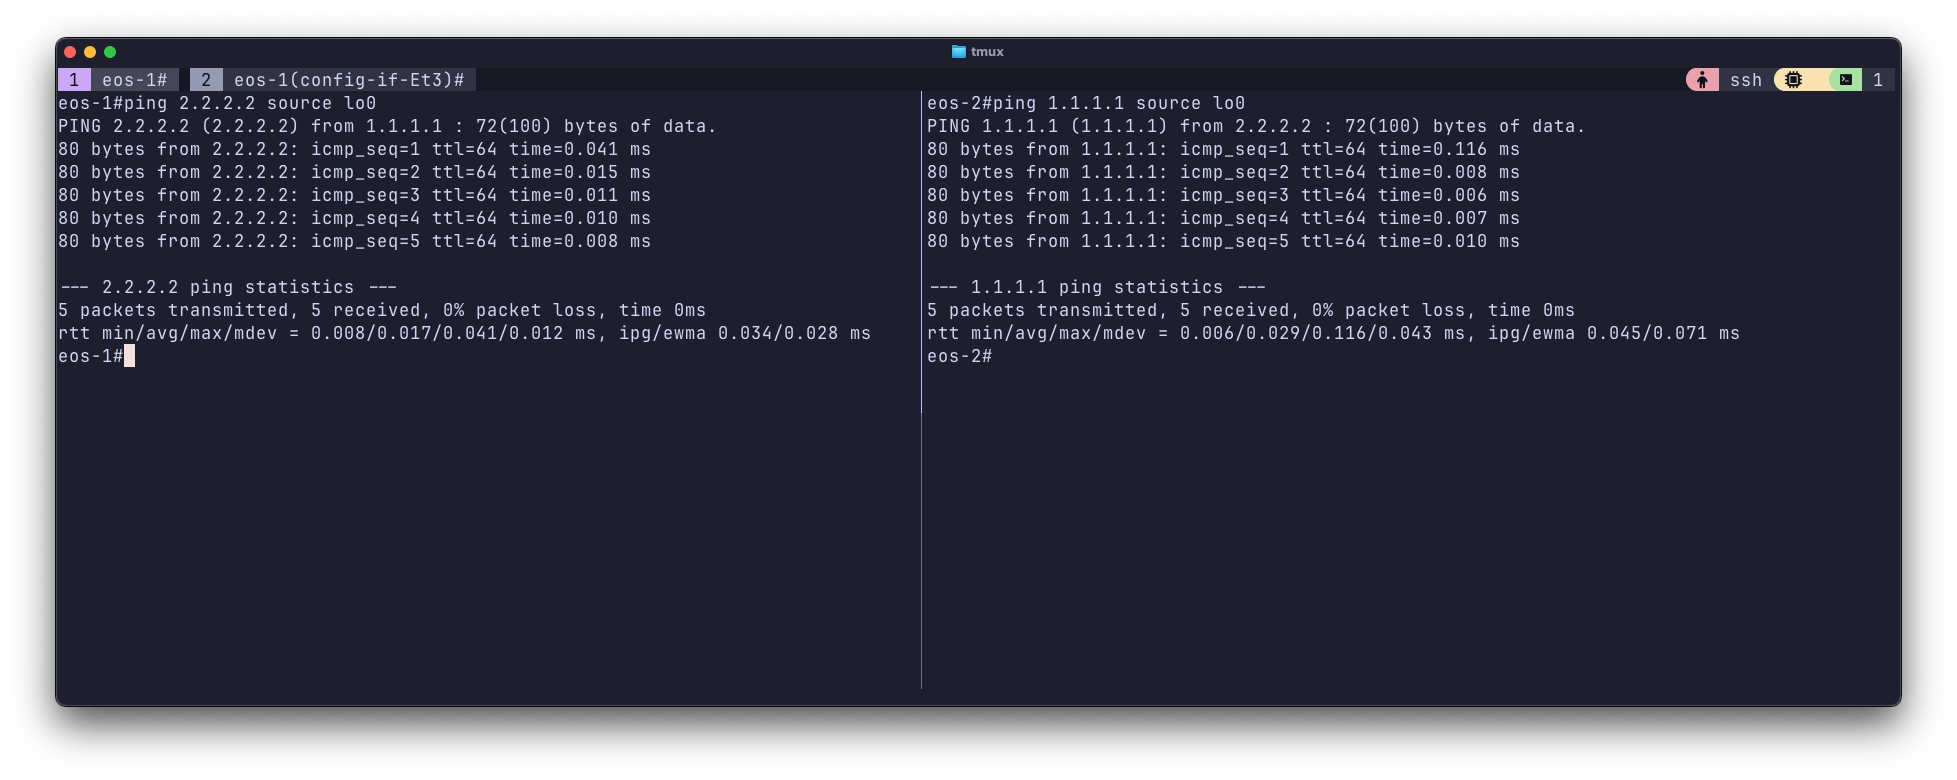 tmux
1 eos-1# 2 eos-1(config-if-Et3)# ssh 1
eos-1#ping 2.2.2.2 source lo0
PING 2.2.2.2 (2.2.2.2) from 1.1.1.1 : 72(100) bytes of data.
80 bytes from 2.2.2.2: icmp_seq=1 ttl=64 time=0.041 ms
80 bytes from 2.2.2.2: icmp_seq=2 ttl=64 time=0.015 ms
80 bytes from 2.2.2.2: icmp_seq=3 ttl=64 time=0.011 ms
80 bytes from 2.2.2.2: icmp_seq=4 ttl=64 time=0.010 ms
80 bytes from 2.2.2.2: icmp_seq=5 ttl=64 time=0.008 ms
--- 2.2.2.2 ping statistics ---
5 packets transmitted, 5 received, 0% packet loss, time 0ms
rtt min/avg/max/mdev = 0.008/0.017/0.041/0.012 ms, ipg/ewma 0.034/0.028 ms
eos-1#
eos-2#ping 1.1.1.1 source lo0
PING 1.1.1.1 (1.1.1.1) from 2.2.2.2 : 72(100) bytes of data.
80 bytes from 1.1.1.1: icmp_seq=1 ttl=64 time=0.116 ms
80 bytes from 1.1.1.1: icmp_seq=2 ttl=64 time=0.008 ms
80 bytes from 1.1.1.1: icmp_seq=3 ttl=64 time=0.006 ms
80 bytes from 1.1.1.1: icmp_seq=4 ttl=64 time=0.007 ms
80 bytes from 1.1.1.1: icmp_seq=5 ttl=64 time=0.010 ms
--- 1.1.1.1 ping statistics ---
5 packets transmitted, 5 received, 0% packet loss, time 0ms
rtt min/avg/max/mdev = 0.006/0.029/0.116/0.043 ms, ipg/ewma 0.045/0.071 ms
eos-2#